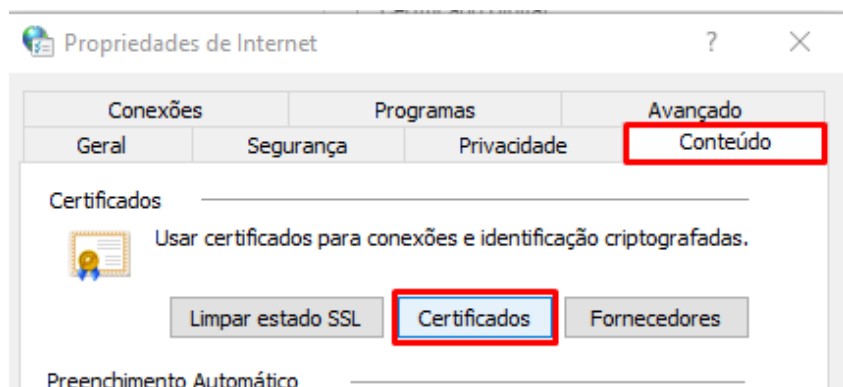 Propriedades de Internet ?
Conexões Programas Avançado
Geral Segurança Privacidade Conteúdo
Certificados
Usar certificados para conexões e identificação criptografadas.
Limpar estado SSL Certificados Fornecedores
Preenchimento Automático